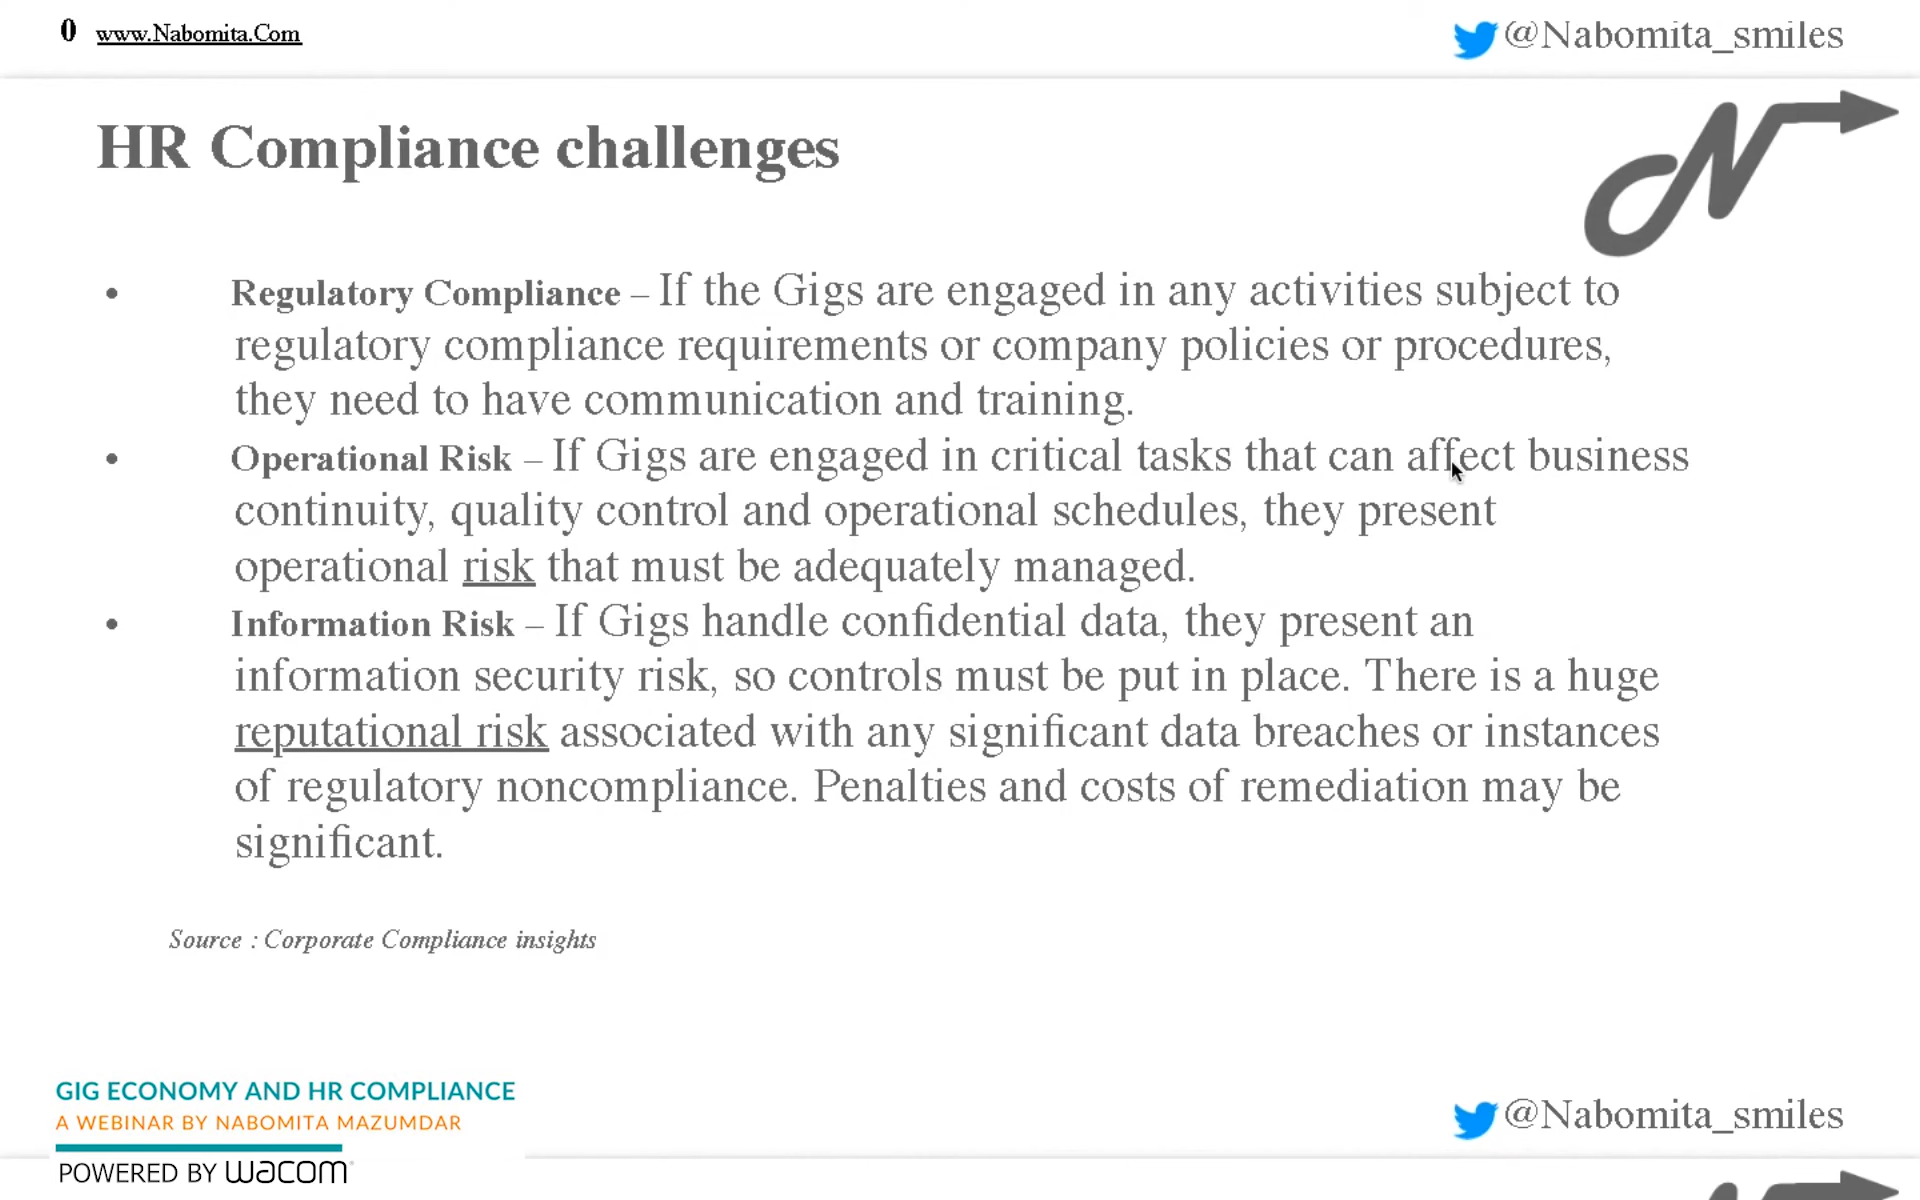 0 www.Nabomita.Com
@Nabomita_smiles
HR Compliance challenges
• Regulatory Compliance – If the Gigs are engaged in any activities subject to
regulatory compliance requirements or company policies or procedures,
they need to have communication and training.
• Operational Risk – If Gigs are engaged in critical tasks that can affect business
continuity, quality control and operational schedules, they present
operational risk that must be adequately managed.
• Information Risk – If Gigs handle confidential data, they present an
information security risk, so controls must be put in place. There is a huge
reputational risk associated with any significant data breaches or instances
of regulatory noncompliance. Penalties and costs of remediation may be
significant.
Source : Corporate Compliance insights
GIG ECONOMY AND HR COMPLIANCE
A WEBINAR BY NABOMITA MAZUMDAR
POWERED BY wacom
@Nabomita_smiles